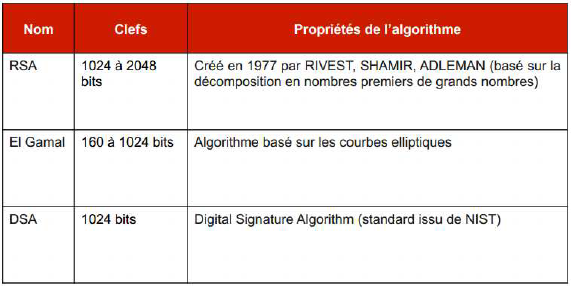 Nom Clefs Propriétés de l'algorithme
RSA 1024 à 2048 Créé en 1977 par RIVEST, SHAMIR, ADLEMAN (basé sur la
bits décomposition en nombres premiers de grands nombres)
El Gamal 160 à 1024 bits Algorithme basé sur les courbes elliptiques
DSA 1024 bits Digital Signature Algorithm (standard issu de NIST)